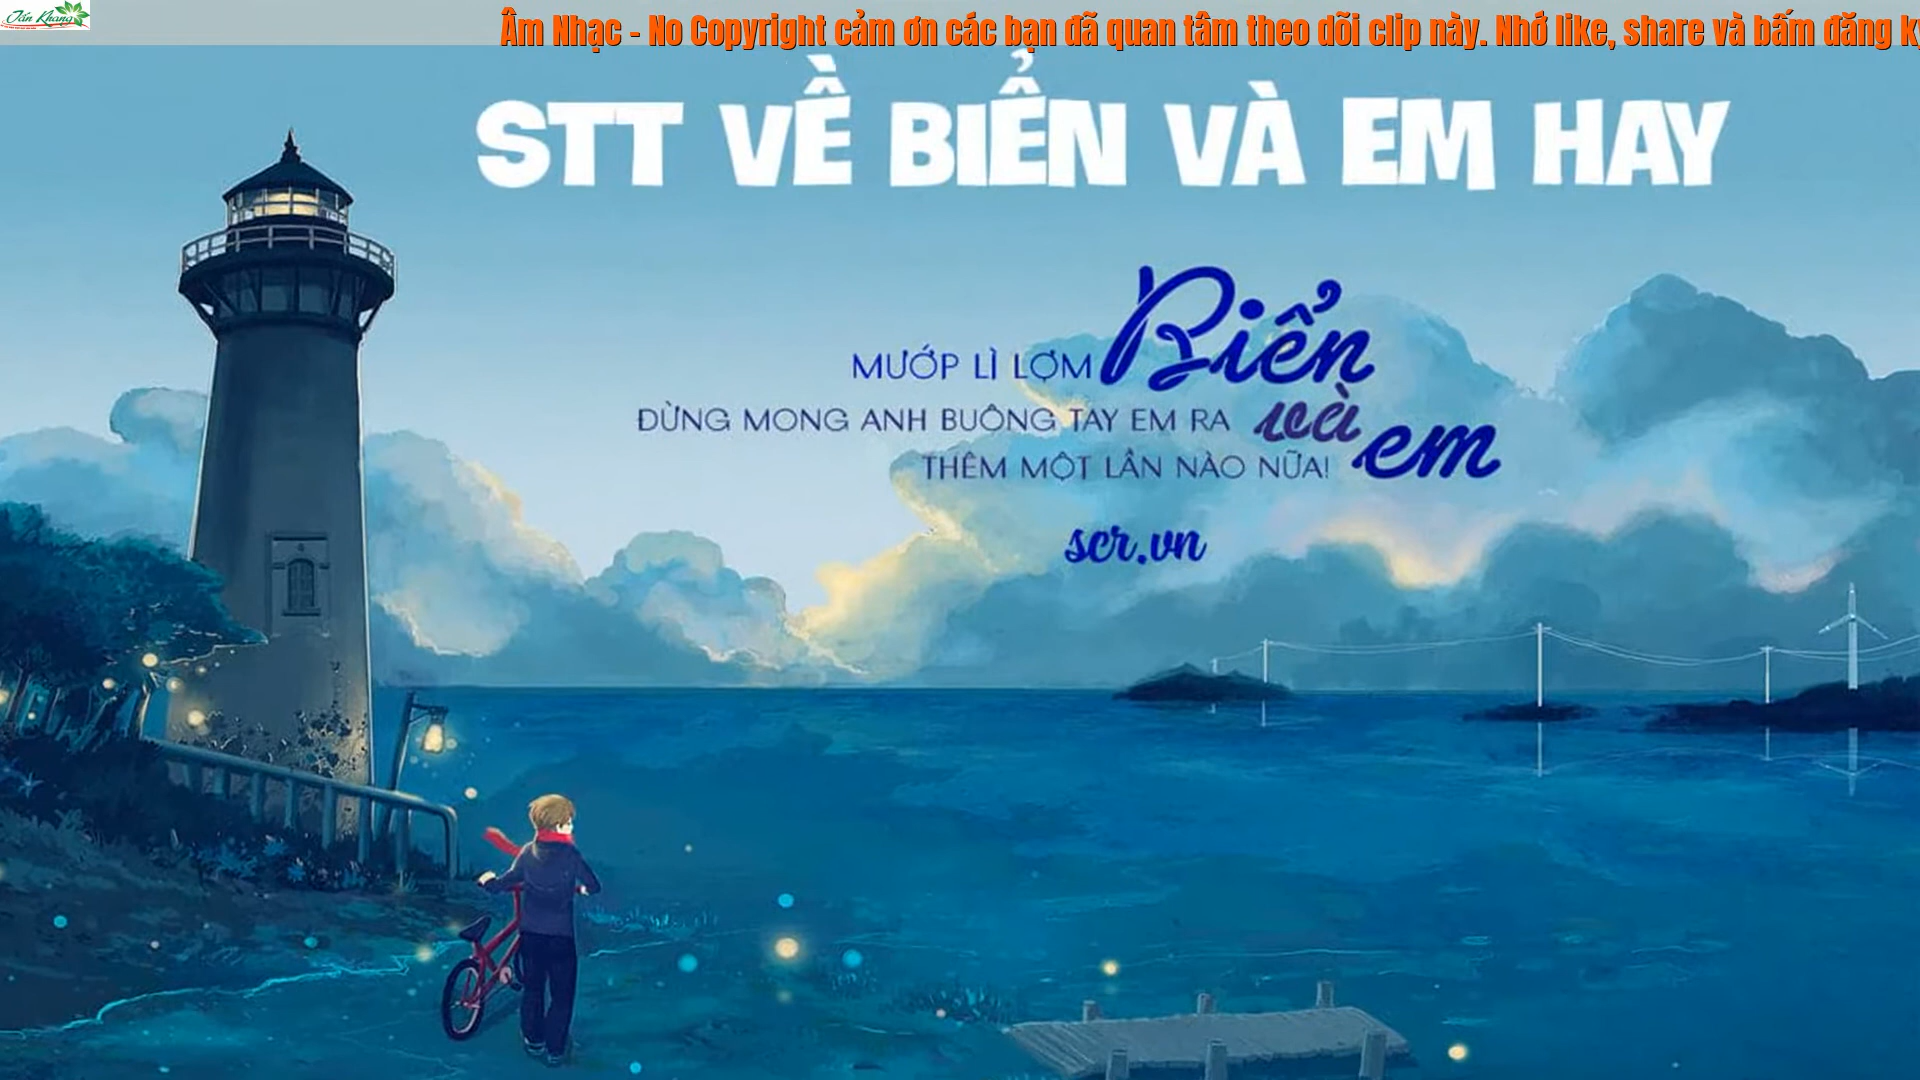 Tấn Khang
Âm Nhạc - No Copyright cảm ơn các bạn đã quan tâm theo dõi clip này. Nhớ like, share và bấm đăng k
STT VỀ BIỂN VÀ EM HAY
MƯỚP LÌ LỢM
ĐỪNG MONG ANH BUÔNG TAY EM RA
THÊM MỘT LẦN NÀO NỮA!
Biển
và
em
scr.vn